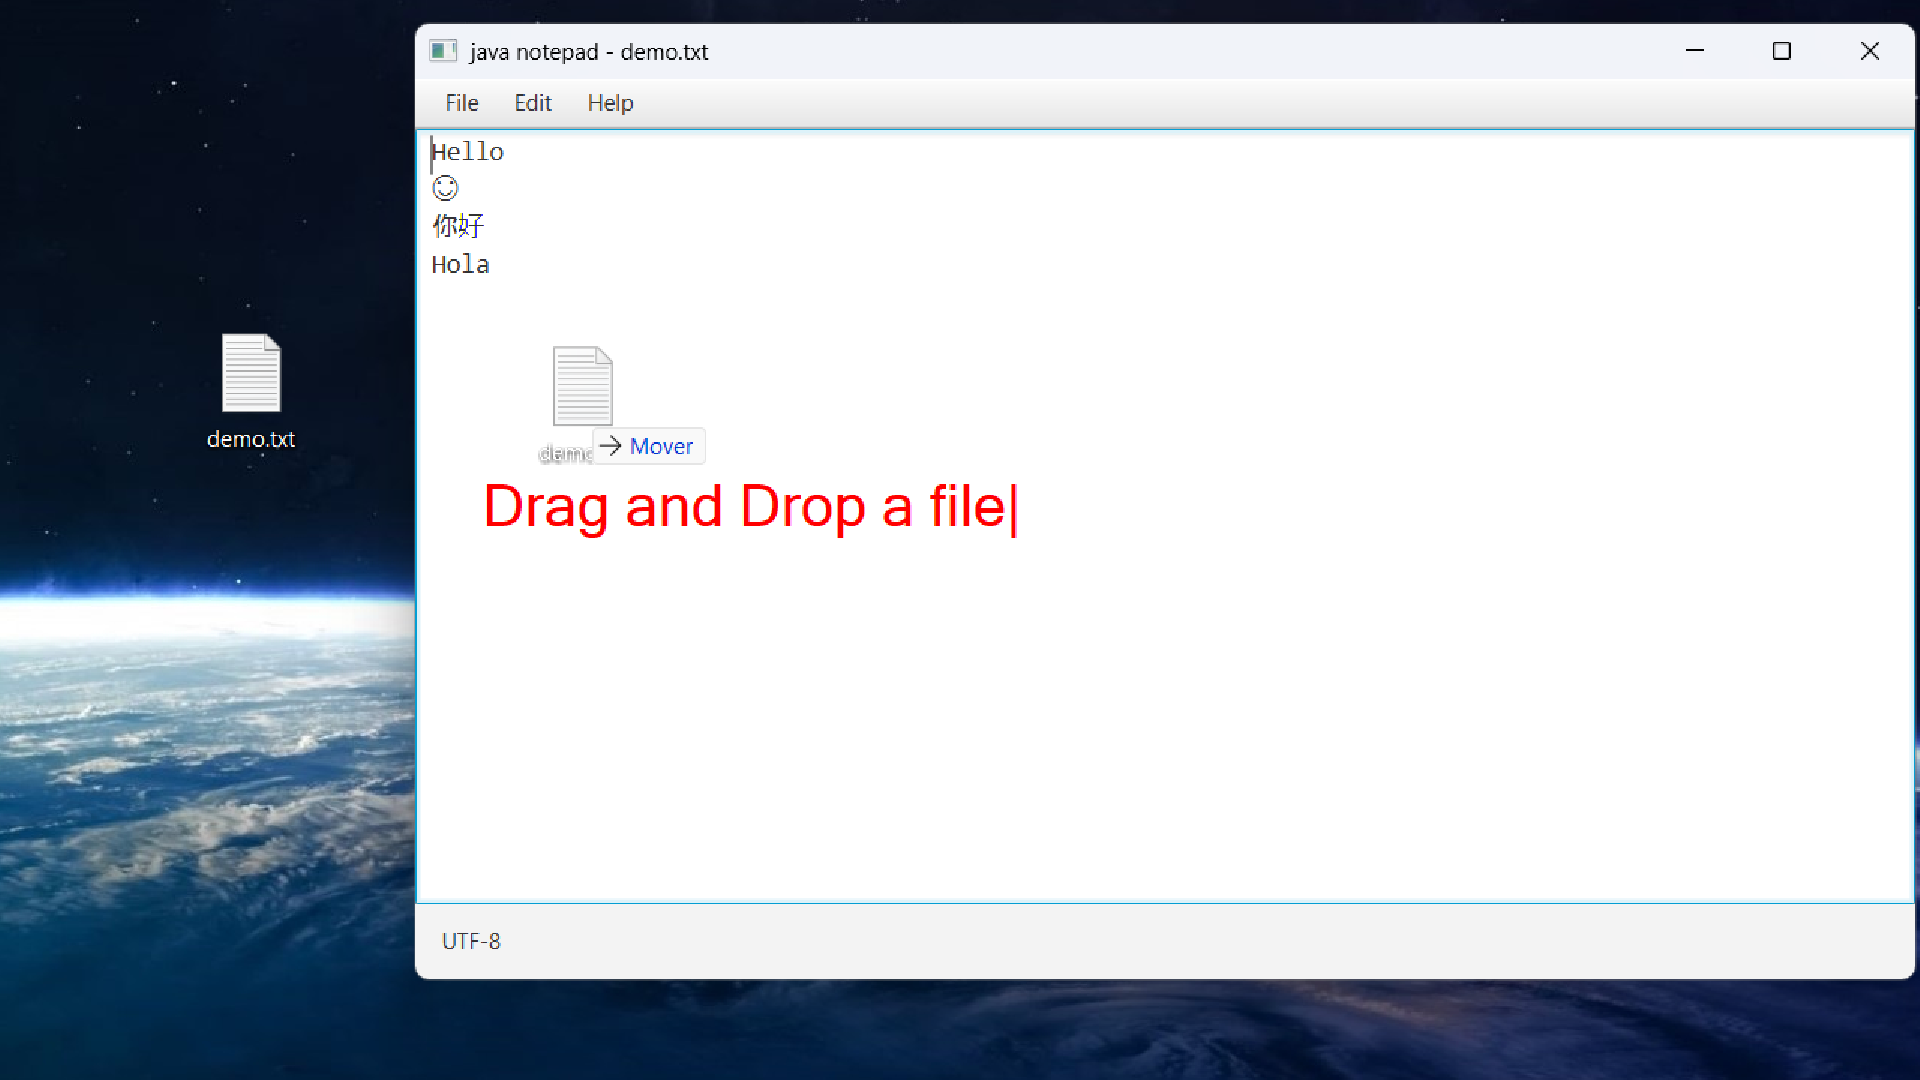 java notepad - demo.txt
File Edit Help
Hello
☺
你好
Hola
demo.txt
demo
→ Mover
Drag and Drop a file
UTF-8